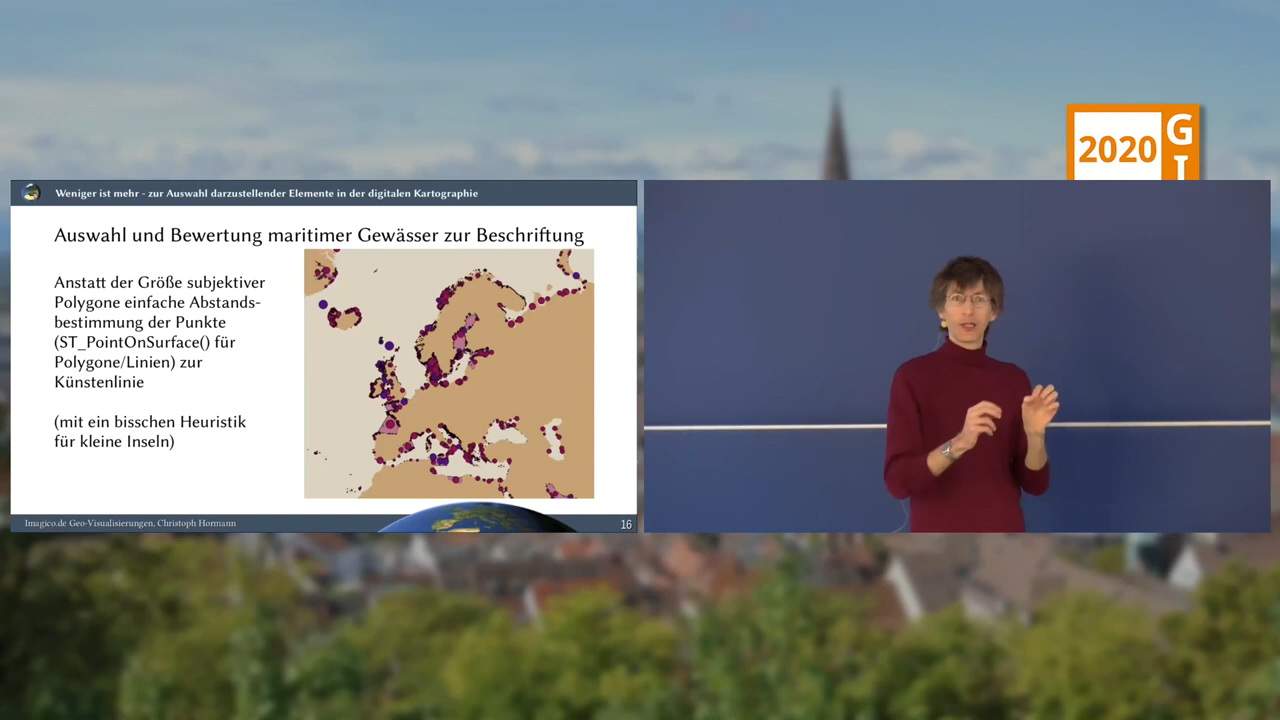 2020
G
I
Weniger ist mehr - zur Auswahl darzustellender Elemente in der digitalen Kartographie
Auswahl und Bewertung maritimer Gewässer zur Beschriftung
Anstatt der Größe subjektiver
Polygone einfache Abstands-
bestimmung der Punkte
(ST_PointOnSurface() für
Polygone/Linien) zur
Künstenlinie
(mit ein bisschen Heuristik
für kleine Inseln)
Imagico.de Geo-Visualisierungen, Christoph Hormann
16